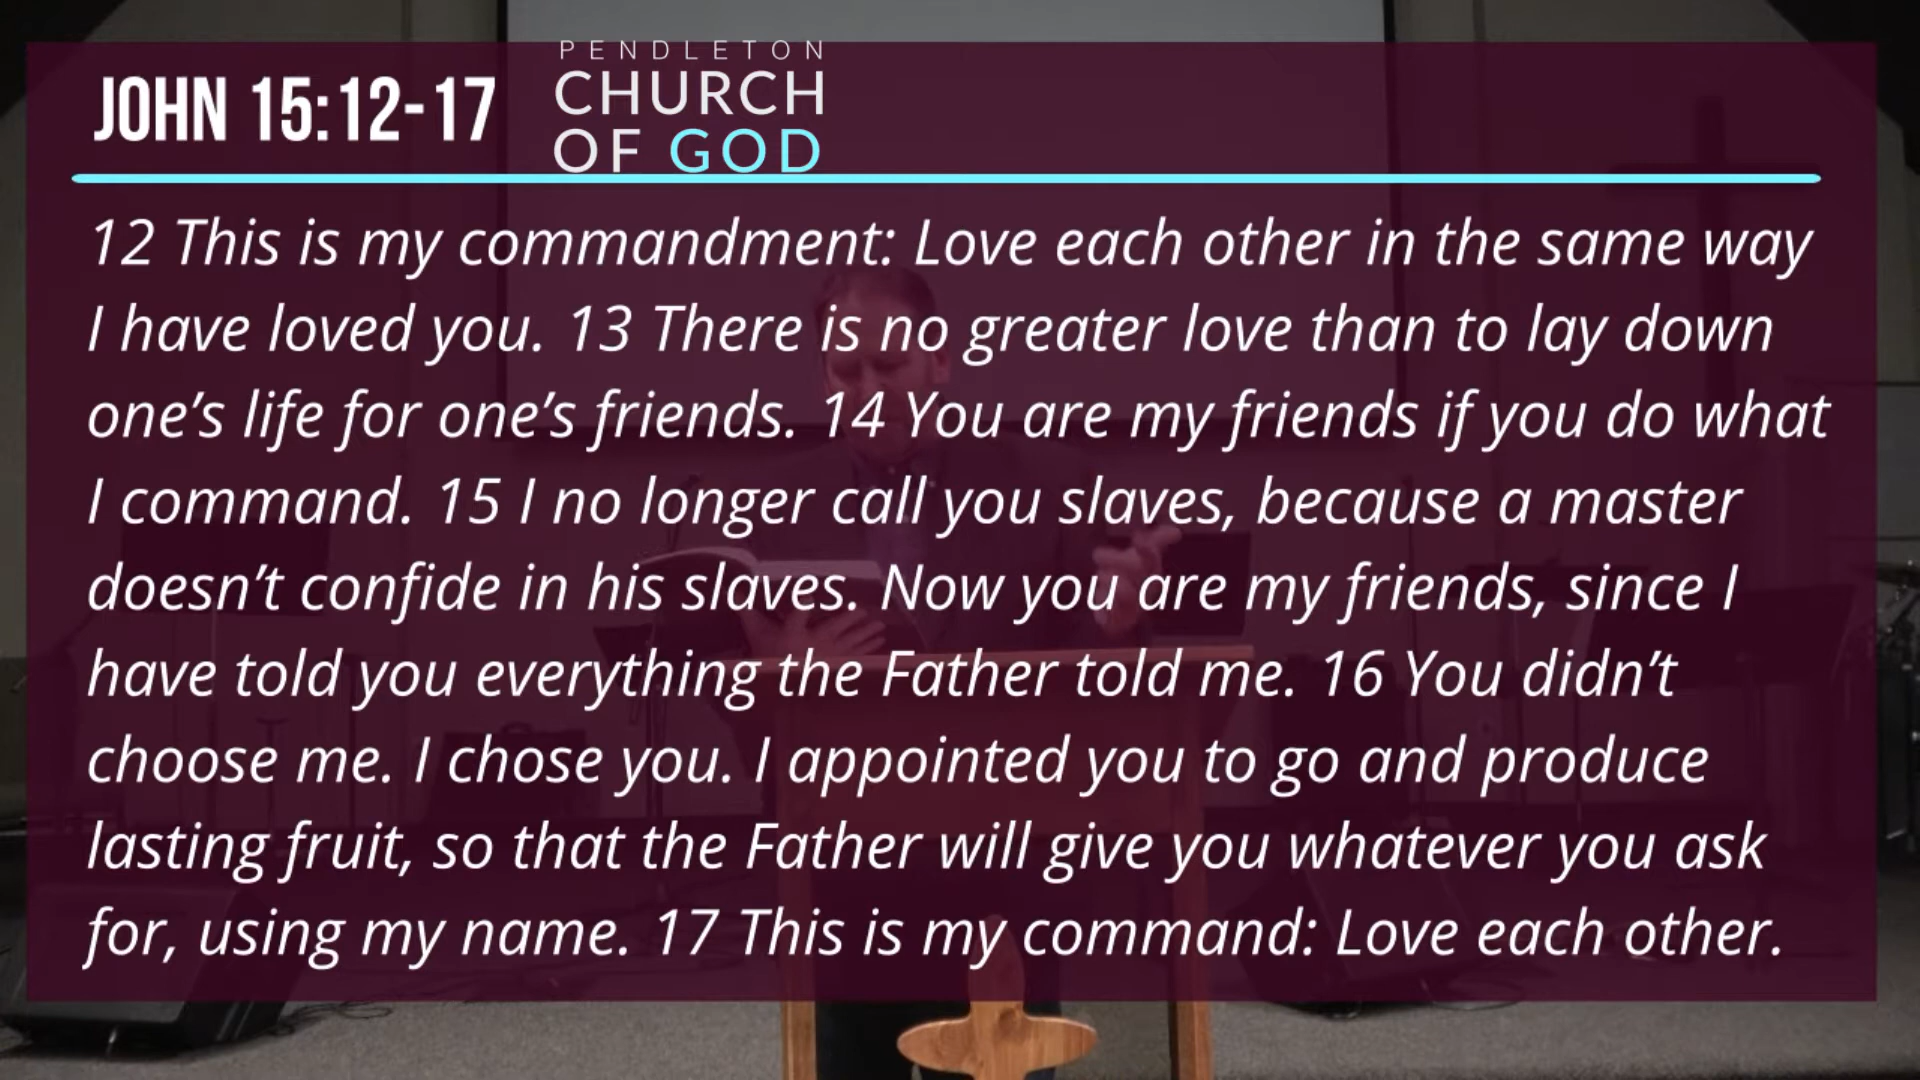 JOHN 15:12-17
PENDLETON
CHURCH
OF GOD
12 This is my commandment: Love each other in the same way
I have loved you. 13 There is no greater love than to lay down
one’s life for one’s friends. 14 You are my friends if you do what
I command. 15 I no longer call you slaves, because a master
doesn’t confide in his slaves. Now you are my friends, since I
have told you everything the Father told me. 16 You didn’t
choose me. I chose you. I appointed you to go and produce
lasting fruit, so that the Father will give you whatever you ask
for, using my name. 17 This is my command: Love each other.